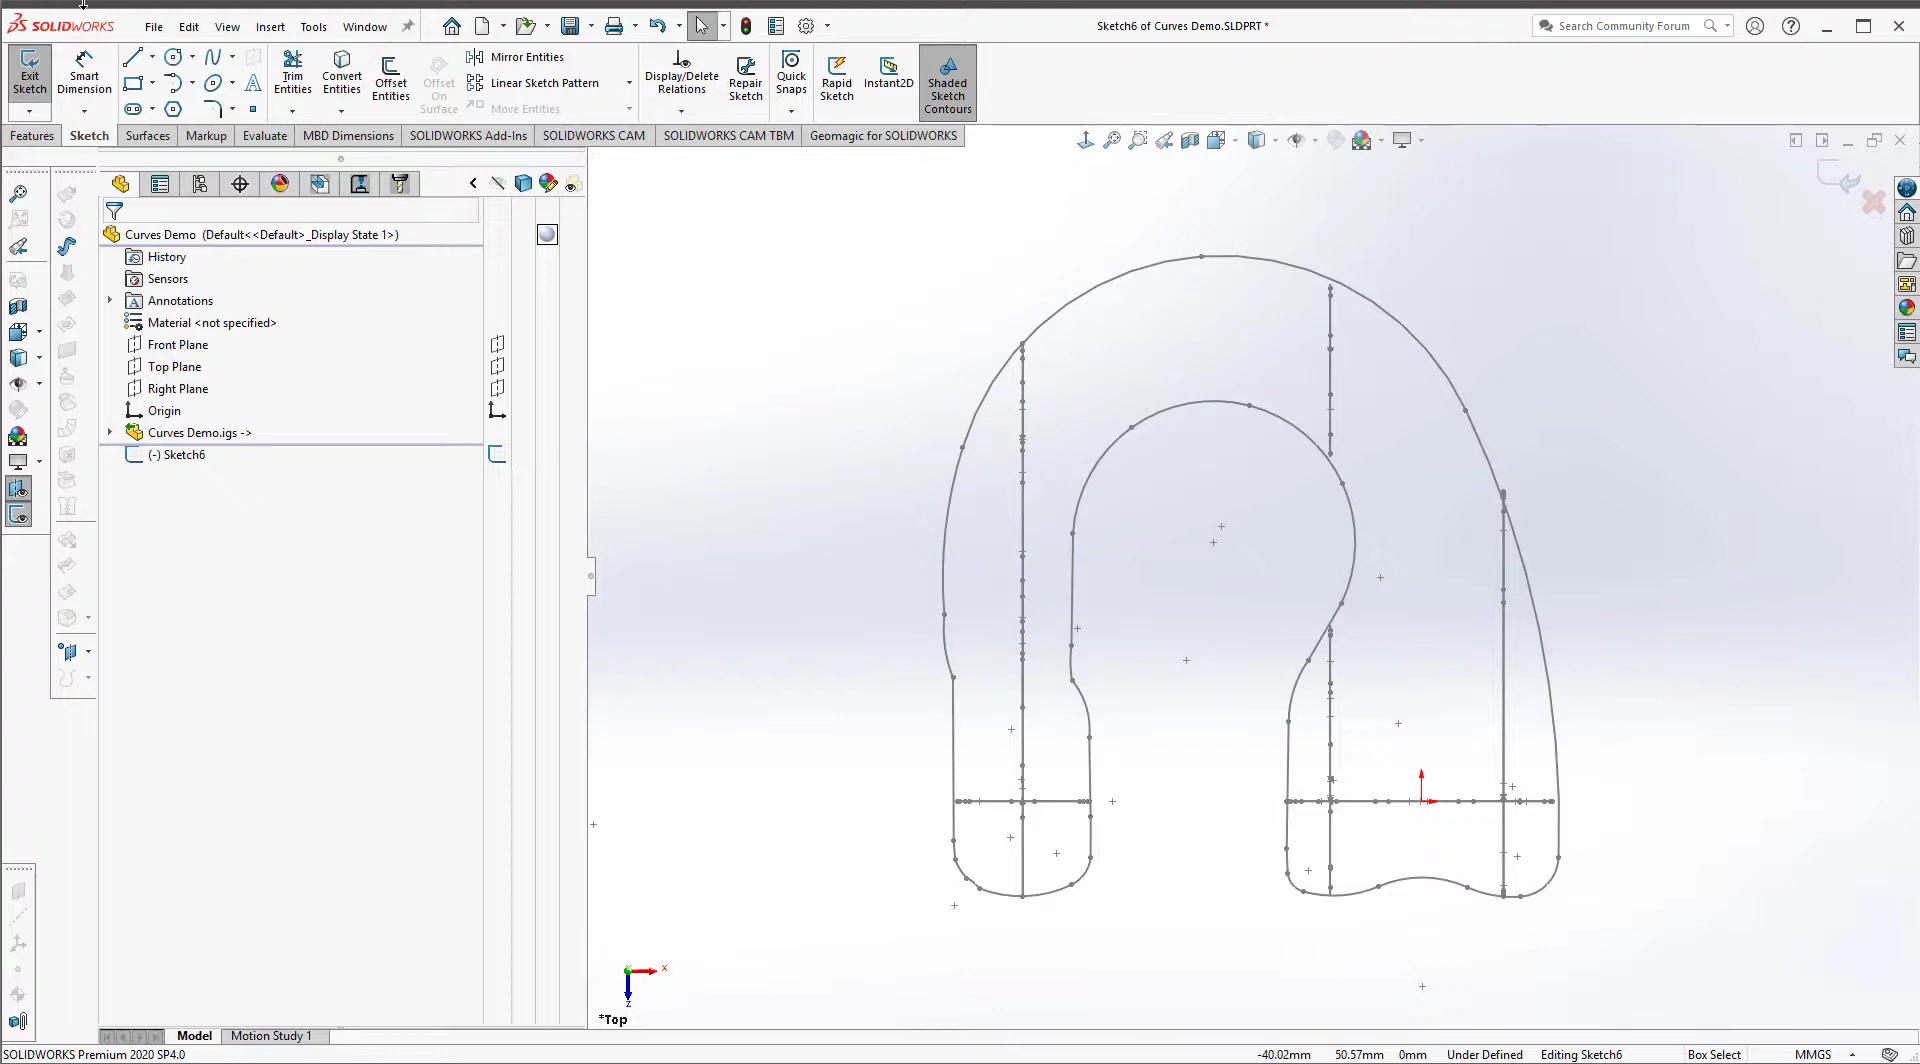 SOLIDWORKS File Edit View Insert Tools Window Sketch6 of Curves Demo.SLDPRT * Search Community Forum
Exit Sketch
Smart Dimension
Trim Entities
Convert Entities
Offset Entities
Offset On Surface
Mirror Entities
Linear Sketch Pattern
Move Entities
Display/Delete Relations
Repair Sketch
Quick Snaps
Rapid Sketch
Instant2D
Shaded Sketch Contours
Features Sketch Surfaces Markup Evaluate MBD Dimensions SOLIDWORKS Add-Ins SOLIDWORKS CAM SOLIDWORKS CAM TBM Geomagic for SOLIDWORKS
Curves Demo (Default<<Default>_Display State 1>)
History
Sensors
Annotations
Material <not specified>
Front Plane
Top Plane
Right Plane
Origin
Curves Demo.igs ->
(-) Sketch6
X
Z
*Top
Model Motion Study 1
SOLIDWORKS Premium 2020 SP4.0 -40.02mm 50.57mm 0mm Under Defined Editing Sketch6 Box Select MMGS